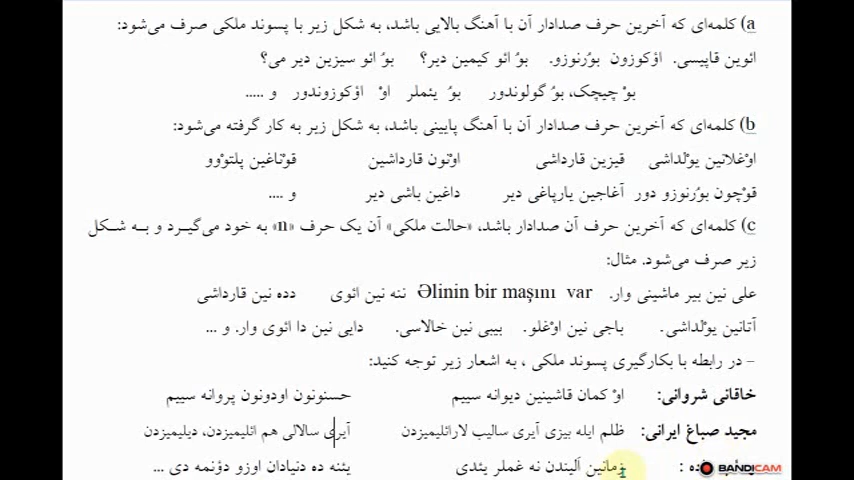 a) کلمه‌ای که آخرین حرف صدادار آن با آهنگ بالایی باشد، به شکل زیر با پسوند ملکی صرف می‌شود:
ائوین قاپیسی. اؤکوزون بوْرنوزو. بوُ ائو کیمین دیر؟ بوُ ائو سیزین دیر می؟
بوُ چیچک، بوُ گولوندور بوُ یئملر اوْ اؤکوزوندور و .....
b) کلمه‌ای که آخرین حرف صدادار آن با آهنگ پایینی باشد، به شکل زیر به کار گرفته می‌شود:
اوْغلانین یوْلداشی قیزین قارداشی اوْنون قارداشین قوْناغین پلتوْوو
قوْچون بوْرنوزو دور آغاجین یارپاغی دیر داغین باشی دیر و ....
c) کلمه‌ای که آخرین حرف آن صدادار باشد، «حالت ملکی» آن یک حرف «n» به خود می‌گیرد و به شکل
زیر صرف می‌شود. مثال:
علی نین بیر ماشینی وار. Əlinin bir maşını var ننه نین ائوی دده نین قارداشی
آتانین یوْلداشی. باجی نین اوْغلو. بیبی نین خالاسی. دایی نین دا ائوی وار. و ...
– در رابطه با بکارگیری پسوند ملکی ، به اشعار زیر توجه کنید:
خاقانی شروانی: اوْ کمان قاشینین دیوانه سییم حسنونون اودونون پروانه سییم
مجید صباغ ایرانی: ظلم ایله بیزی آیری سالیب لارائلیمیزدن آیری سالالی هم ائلیمیزدن، دیلیمیزدن
زمانین الیندن نه غملر یئدی یئنه ده دنیادان اوزو دؤنمه دی ...
BANDICAM